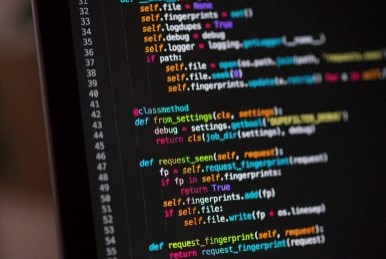 31
32 self.file = None
33 self.fingerprints = set()
34 self.logdupes = True
35 self.debug = debug
36 self.logger = logging.getLogger(__name__)
if path:
37 self.file = open(os.path.join(path,
38 self.file.seek(0)
39 self.fingerprints.update(
40
41 @classmethod
42 def from_settings(cls, settings):
43 debug = settings.getbool('DUPEFILTER_DEBUG')
44 return cls(job_dir(settings), debug)
45
46
47 def request_seen(self, request):
48 fp = self.request_fingerprint(request)
49 if fp in self.fingerprints:
50 return True
51 self.fingerprints.add(fp)
52 if self.file:
53 self.file.write(fp + os.linesep)
54
55 def request_fingerprint(self, request):
return request_fingerprint(request)